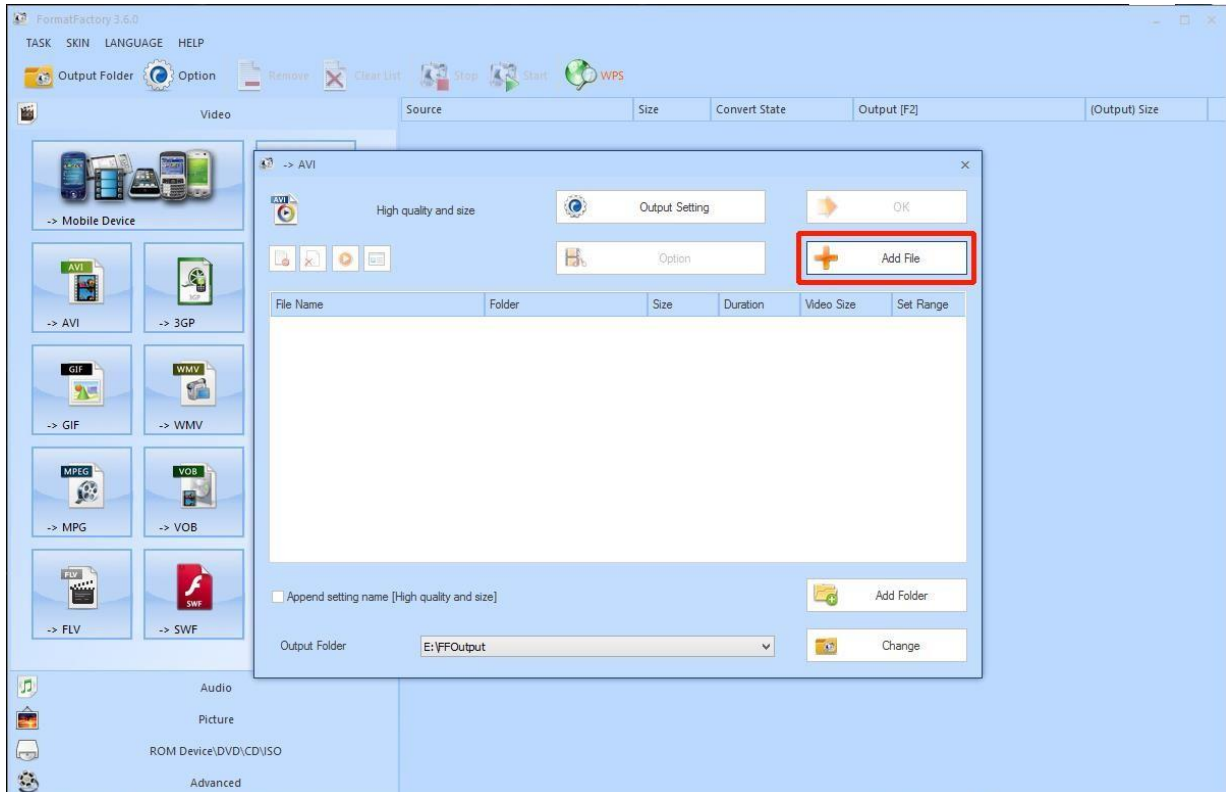 FormatFactory 3.6.0
TASK SKIN LANGUAGE HELP
Output Folder Option Remove Clear List Stop Start WPS
Video
Source Size Convert State Output [F2] (Output) Size
-> Mobile Device
AVI
-> AVI
3GP
-> 3GP
GIF
-> GIF
WMV
-> WMV
MPEG
-> MPG
VOB
-> VOB
FLV
-> FLV
SWF
-> SWF
-> AVI
AVI
High quality and size
Output Setting
OK
Option
Add File
File Name Folder Size Duration Video Size Set Range
Append setting name [High quality and size]
Add Folder
Output Folder
E:\FFOutput
Change
Audio
Picture
ROM Device\DVD\CD\ISO
Advanced